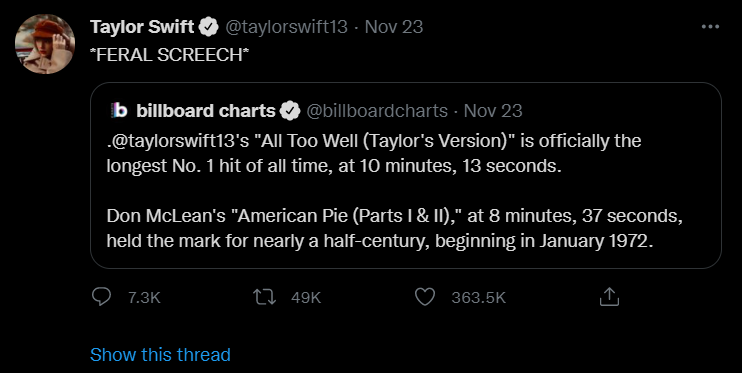 Taylor Swift @taylorswift13 · Nov 23
*FERAL SCREECH*
b billboard charts @billboardcharts · Nov 23
.@taylorswift13's "All Too Well (Taylor's Version)" is officially the
longest No. 1 hit of all time, at 10 minutes, 13 seconds.
Don McLean's "American Pie (Parts I & II)," at 8 minutes, 37 seconds,
held the mark for nearly a half-century, beginning in January 1972.
7.3K 49K 363.5K
Show this thread